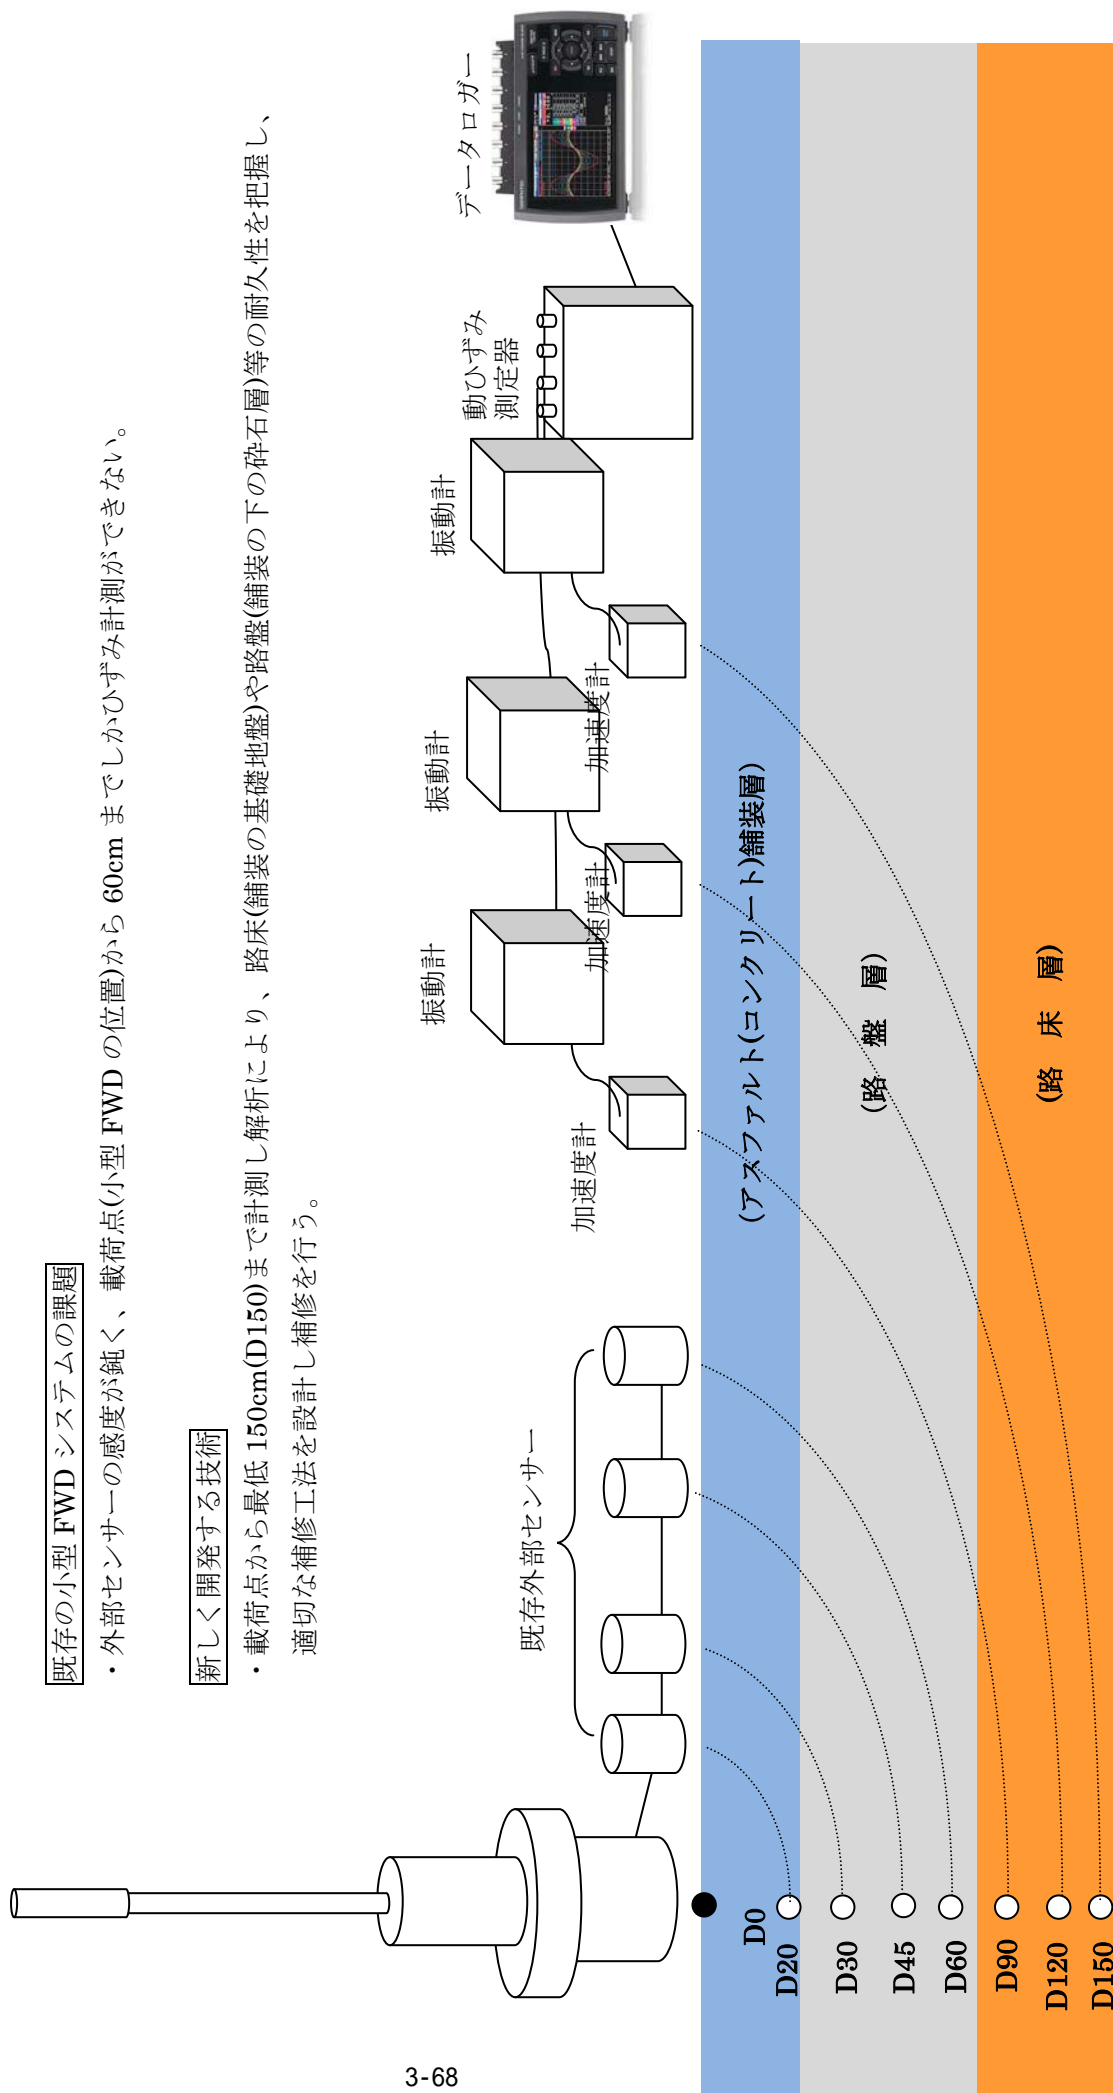 既存の小型 FWD システムの課題
・外部センサーの感度が鈍く、載荷点(小型 FWD の位置)から 60cm までしかひずみ計測ができない。
新しく開発する技術
・載荷点から最低 150cm(D150)まで計測し解析により、路床(舗装の基礎地盤)や路盤(舗装の下の砕石層)等の耐久性を把握し、
適切な補修工法を設計し補修を行う。
データロガー
動ひずみ
測定器
振動計
振動計
振動計
加速度計
加速度計
加速度計
既存外部センサー
(アスファルト(コンクリート)舗装層)
(路 盤 層)
(路 床 層)
D0
D20
D30
D45
D60
D90
D120
D150
3-68